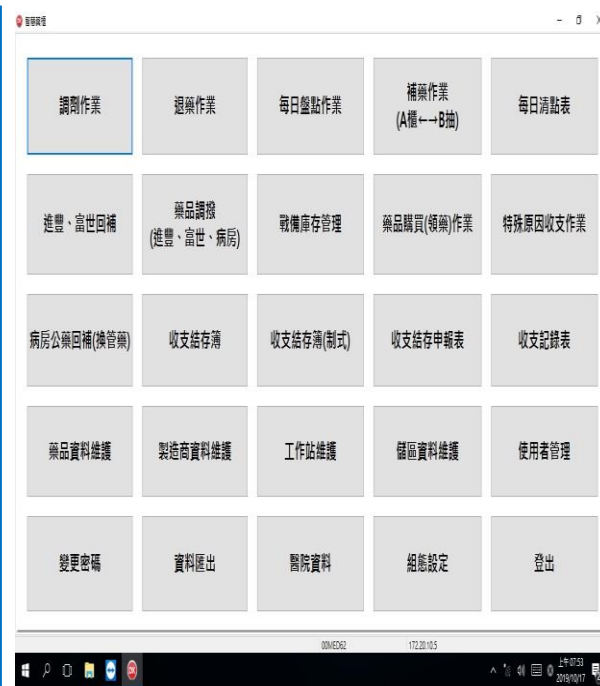 調劑作業
退藥作業
每日盤點作業
補藥作業
(A櫃←→B抽)
每日清點表
進豐、富世回補
藥品調撥
(進豐、富世、病房)
戰備庫存管理
藥品購買(領藥)作業
特殊原因收支作業
病房公藥回補(換管藥)
收支結存簿
收支結存簿(制式)
收支結存申報表
收支記錄表
藥品資料維護
製造商資料維護
工作站維護
儲區資料維護
使用者管理
變更密碼
資料匯出
醫院資料
組態設定
登出
00MED62
172.20.10.5
上午 07:53
2019/10/17